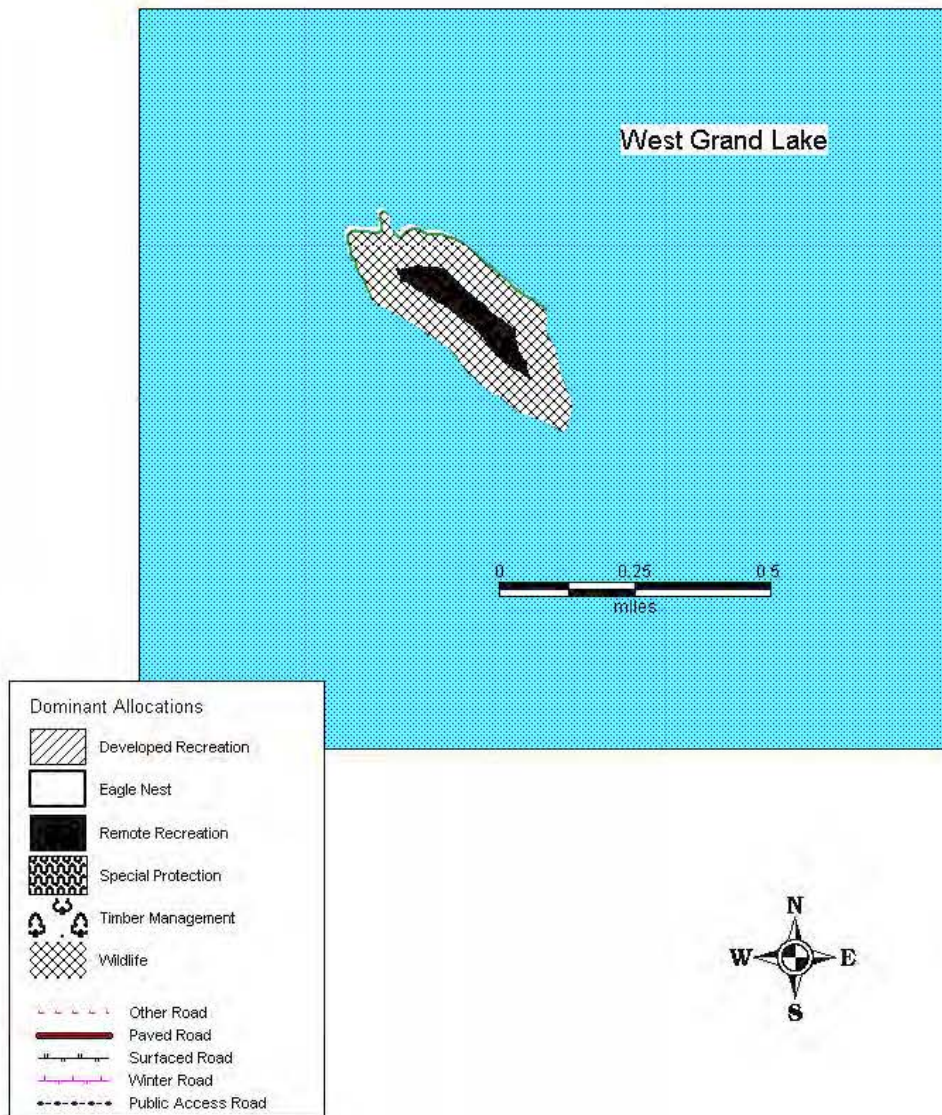 West Grand Lake
0 0.25 0.5
miles
Dominant Allocations
Developed Recreation
Eagle Nest
Remote Recreation
Special Protection
Timber Management
Wildlife
Other Road
Paved Road
Surfaced Road
Winter Road
Public Access Road
N
W E
S